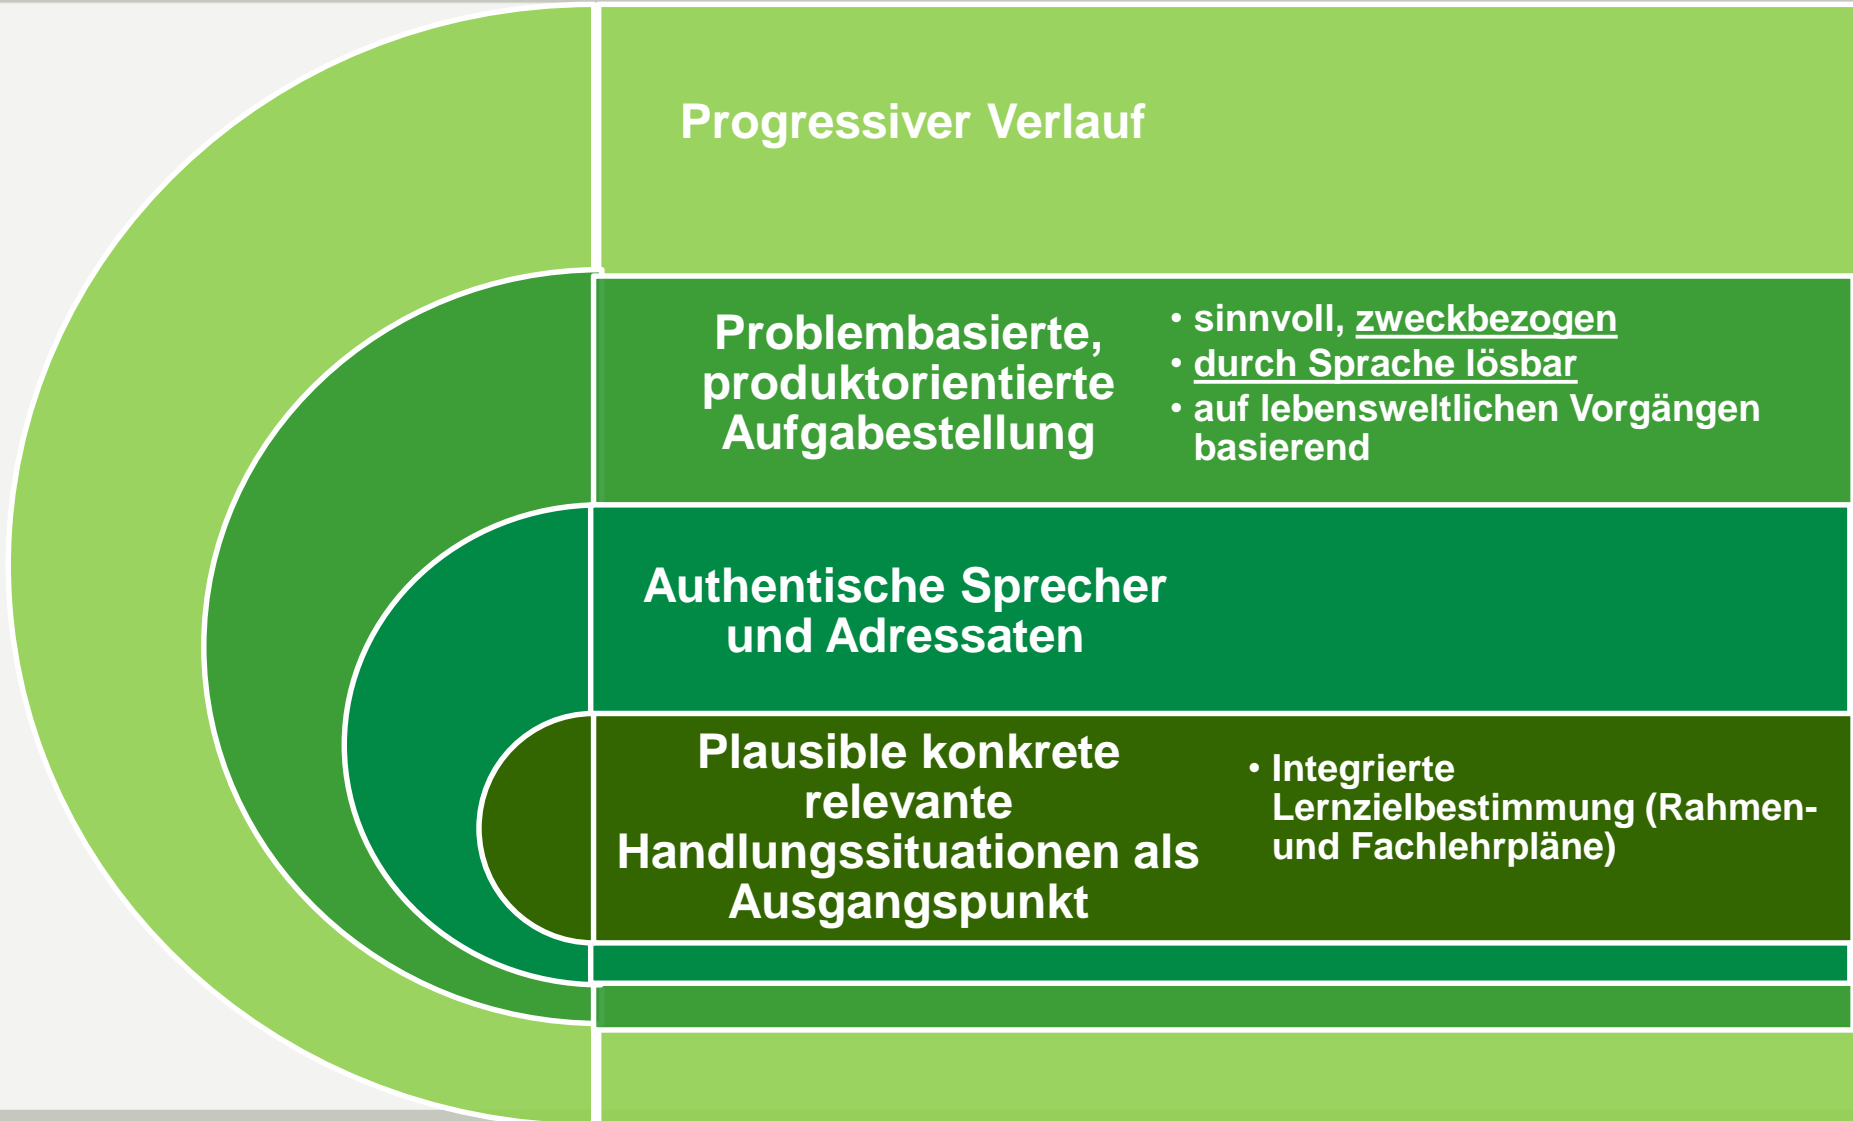 Progressiver Verlauf
Problembasierte,
produktorientierte
Aufgabestellung
• sinnvoll, zweckbezogen
• durch Sprache lösbar
• auf lebensweltlichen Vorgängen
basierend
Authentische Sprecher
und Adressaten
Plausible konkrete
relevante
Handlungssituationen als
Ausgangspunkt
• Integrierte
Lernzielbestimmung (Rahmen-
und Fachlehrpläne)